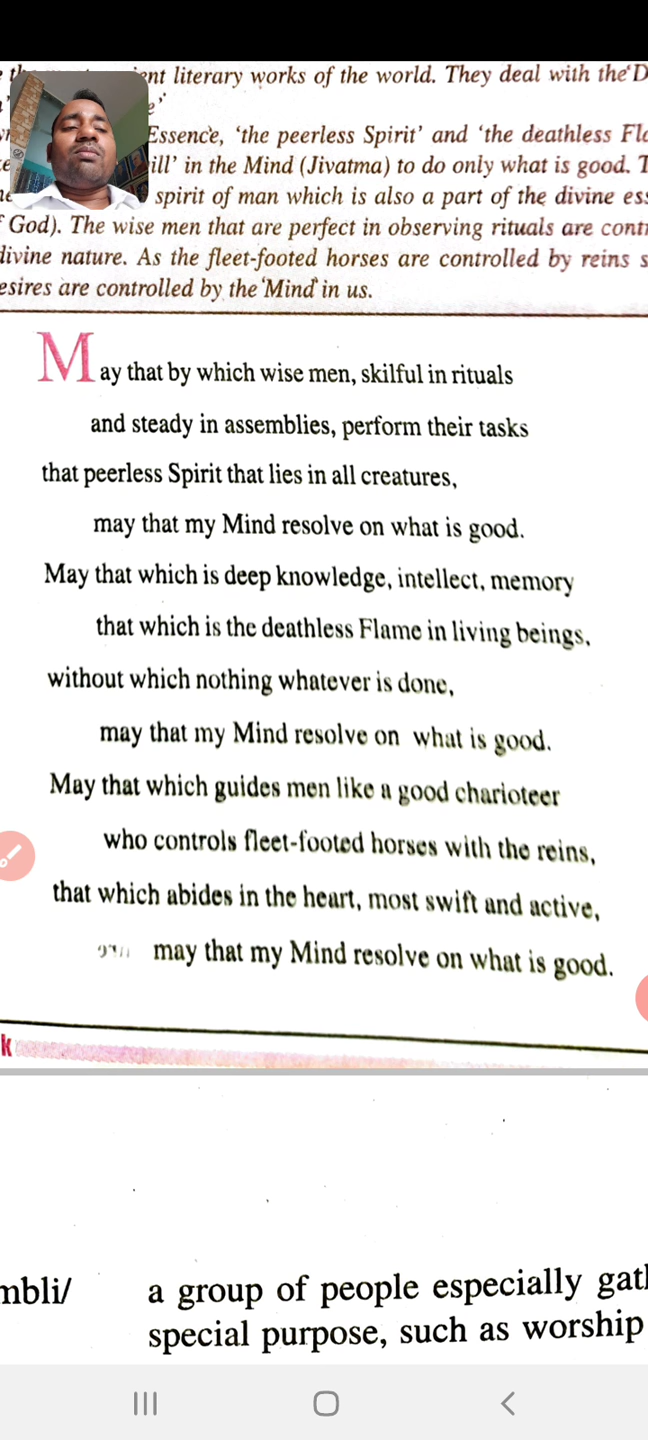 ent literary works of the world. They deal with the 'D
e'
Essence, 'the peerless Spirit' and 'the deathless Fl
ill' in the Mind (Jivatma) to do only what is good. T
spirit of man which is also a part of the divine es
God). The wise men that are perfect in observing rituals are cont
divine nature. As the fleet-footed horses are controlled by reins s
esires are controlled by the 'Mind' in us.
May that by which wise men, skilful in rituals
and steady in assemblies, perform their tasks
that peerless Spirit that lies in all creatures,
may that my Mind resolve on what is good.
May that which is deep knowledge, intellect, memory
that which is the deathless Flame in living beings,
without which nothing whatever is done,
may that my Mind resolve on what is good.
May that which guides men like a good charioteer
who controls fleet-footed horses with the reins,
that which abides in the heart, most swift and active,
may that my Mind resolve on what is good.
k
mbli/ a group of people especially gat
special purpose, such as worship